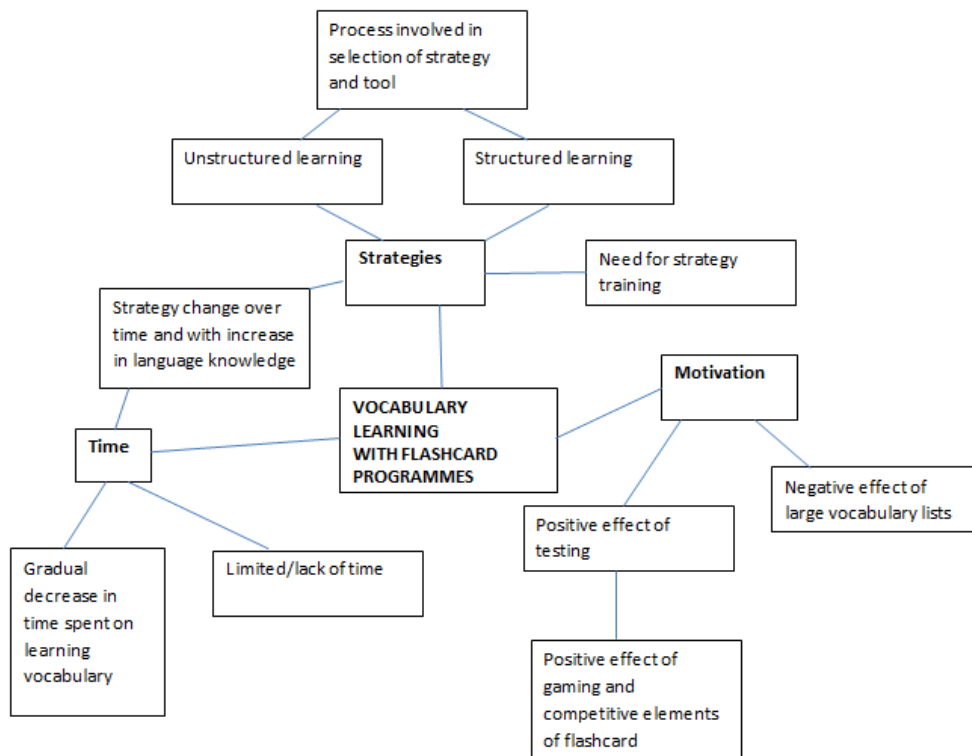 Process involved in
selection of strategy
and tool
Unstructured learning
Structured learning
Strategies
Need for strategy
training
Strategy change over
time and with increase
in language knowledge
Motivation
VOCABULARY
LEARNING
WITH FLASHCARD
PROGRAMMES
Time
Negative effect of
large vocabulary lists
Positive effect of
testing
Gradual
decrease in
time spent on
learning
vocabulary
Limited/lack of time
Positive effect of
gaming and
competitive elements
of flashcard